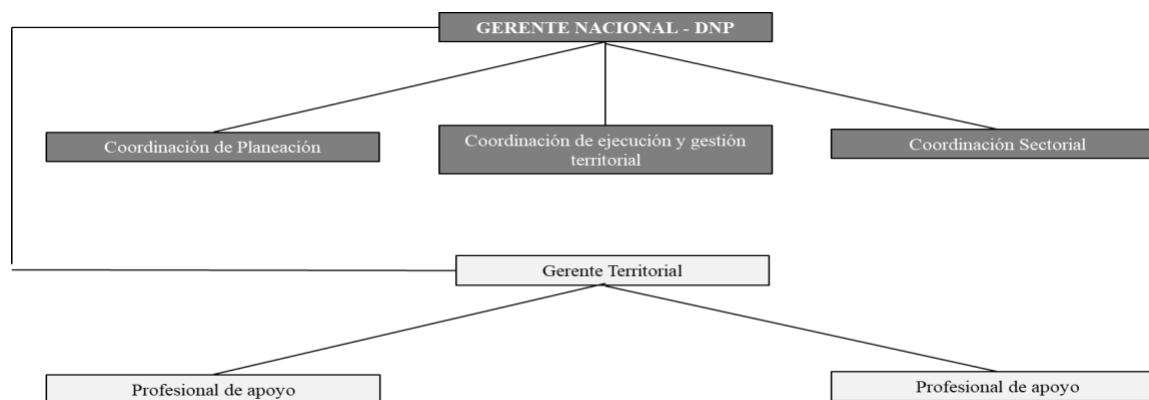 GERENTE NACIONAL - DNP
Coordinación de Planeación
Coordinación de ejecución y gestión
territorial
Coordinación Sectorial
Gerente Territorial
Profesional de apoyo
Profesional de apoyo